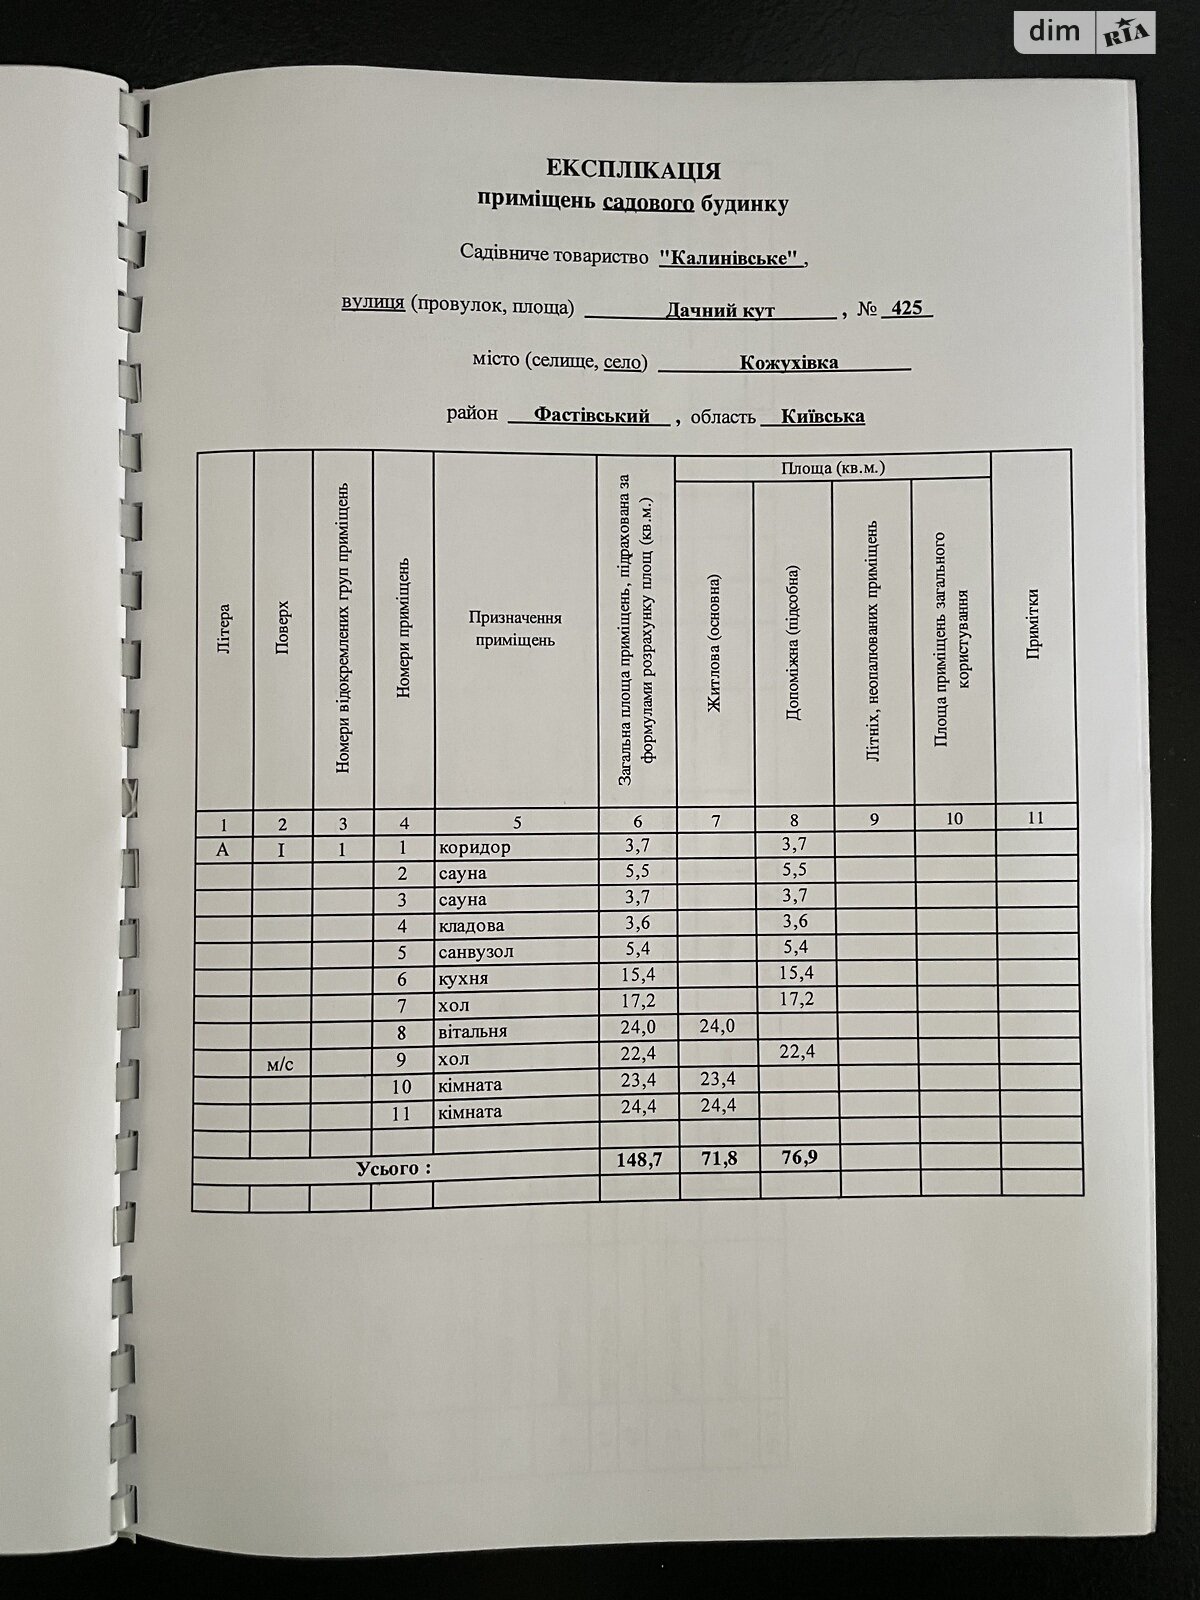 dim RIA
ЕКСПЛІКАЦІЯ
приміщень садового будинку
Садівниче товариство "Калинівське" ,
вулиця (провулок, площа) Дачний кут , № 425
місто (селище, село) Кожухівка
район Фастівський , область Київська
Літера
Поверх
Номери відокремлених груп приміщень
Номери приміщень
Призначення
приміщень
Загальна площа приміщень, підрахована за
формулами розрахунку площ (кв.м.)
Площа (кв.м.)
Житлова (основна)
Допоміжна (підсобна)
Літніх, неопалюваних приміщень
Площа приміщень загального
користування
Примітки
1 2 3 4 5 6 7 8 9 10 11
А І 1 1 коридор 3,7 3,7
2 сауна 5,5 5,5
3 сауна 3,7 3,7
4 кладова 3,6 3,6
5 санвузол 5,4 5,4
6 кухня 15,4 15,4
7 хол 17,2 17,2
8 вітальня 24,0 24,0
м/с 9 хол 22,4 22,4
10 кімната 23,4 23,4
11 кімната 24,4 24,4
Усього : 148,7 71,8 76,9